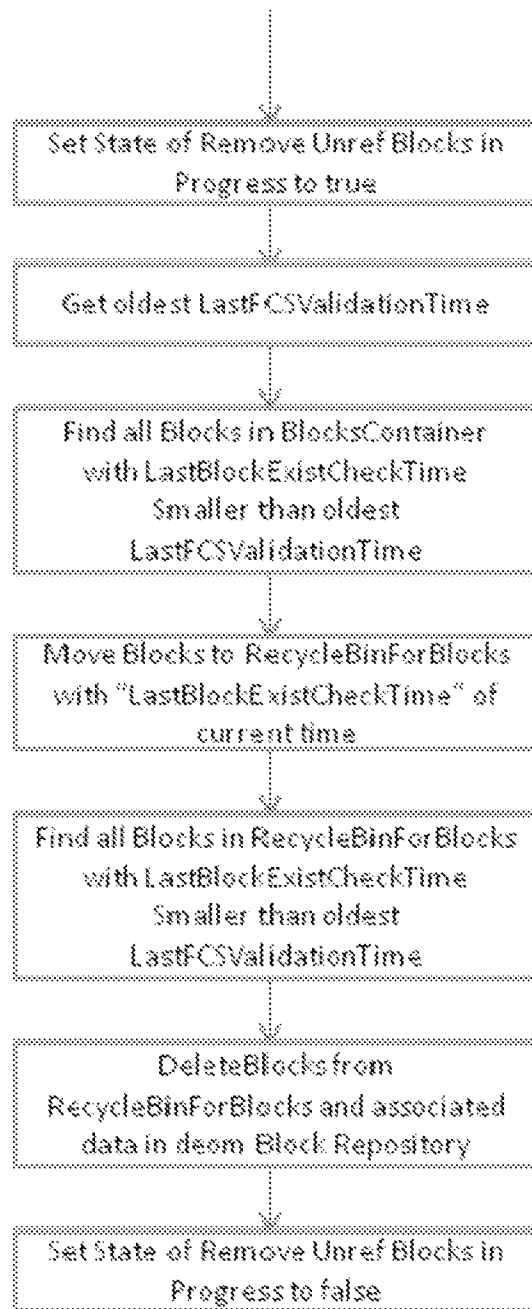 Set State of Remove Unref Blocks in
Progress to true
Get oldest LastFCSValidationTime
Find all Blocks in BlocksContainer
with LastBlockExistCheckTime
Smaller than oldest
LastFCSValidationTime
Move Blocks to RecycleBinForBlocks
with "LastBlockExistCheckTime" of
current time
Find all Blocks in RecycleBinForBlocks
with LastBlockExistCheckTime
Smaller than oldest
LastFCSValidationTime
DeleteBlocks from
RecycleBinForBlocks and associated
data in deom Block Repository
Set State of Remove Unref Blocks in
Progress to false